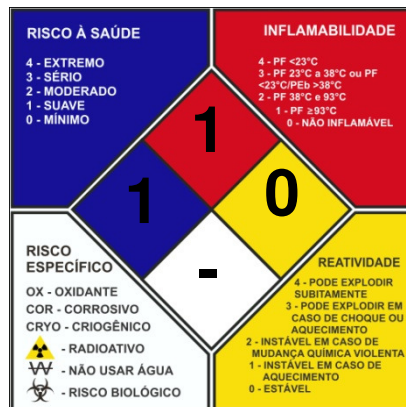 RISCO À SAÚDE
4 - EXTREMO
3 - SÉRIO
2 - MODERADO
1 - SUAVE
0 - MÍNIMO
INFLAMABILIDADE
4 - PF <23°C
3 - PF 23°C a 38°C ou PF
<23°C/PEb >38°C
2 - PF 38°C e 93°C
1 - PF ≥93°C
0 - NÃO INFLAMÁVEL
1
1
0
-
RISCO
ESPECÍFICO
OX - OXIDANTE
COR - CORROSIVO
CRYO - CRIOGÊNICO
- RADIOATIVO
W - NÃO USAR ÁGUA
- RISCO BIOLÓGICO
REATIVIDADE
4 - PODE EXPLODIR
SUBITAMENTE
3 - PODE EXPLODIR EM
CASO DE CHOQUE OU
AQUECIMENTO
2 - INSTÁVEL EM CASO DE
MUDANÇA QUÍMICA VIOLENTA
1 - INSTÁVEL EM CASO DE
AQUECIMENTO
0 - ESTÁVEL